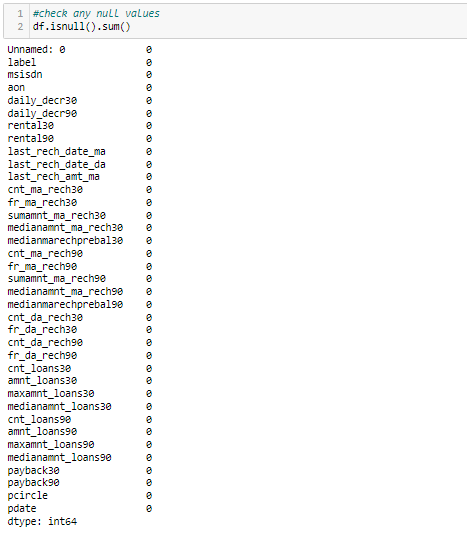 1 #check any null values
2 df.isnull().sum()
Unnamed: 0 0
label 0
msisdn 0
aon 0
daily_decr30 0
daily_decr90 0
rental30 0
rental90 0
last_rech_date_ma 0
last_rech_date_da 0
last_rech_amt_ma 0
cnt_ma_rech30 0
fr_ma_rech30 0
sumamnt_ma_rech30 0
medianamnt_ma_rech30 0
medianmarechprebal30 0
cnt_ma_rech90 0
fr_ma_rech90 0
sumamnt_ma_rech90 0
medianamnt_ma_rech90 0
medianmarechprebal90 0
cnt_da_rech30 0
fr_da_rech30 0
cnt_da_rech90 0
fr_da_rech90 0
cnt_loans30 0
amnt_loans30 0
maxamnt_loans30 0
medianamnt_loans30 0
cnt_loans90 0
amnt_loans90 0
maxamnt_loans90 0
medianamnt_loans90 0
payback30 0
payback90 0
pcircle 0
pdate 0
dtype: int64